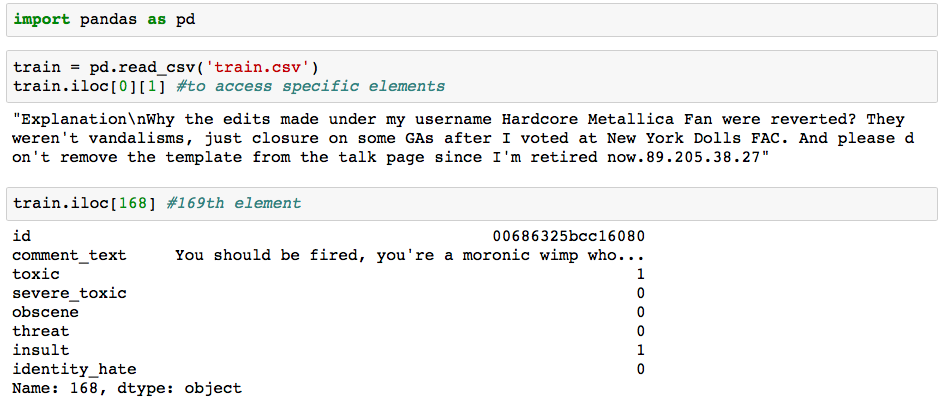 import pandas as pd
train = pd.read_csv('train.csv')
train.iloc[0][1] #to access specific elements
"Explanation\nWhy the edits made under my username Hardcore Metallica Fan were reverted? They
weren't vandalisms, just closure on some GAs after I voted at New York Dolls FAC. And please d
on't remove the template from the talk page since I'm retired now.89.205.38.27"
train.iloc[168] #169th element
id 00686325bcc16080
comment_text You should be fired, you're a moronic wimp who...
toxic 1
severe_toxic 0
obscene 0
threat 0
insult 1
identity_hate 0
Name: 168, dtype: object